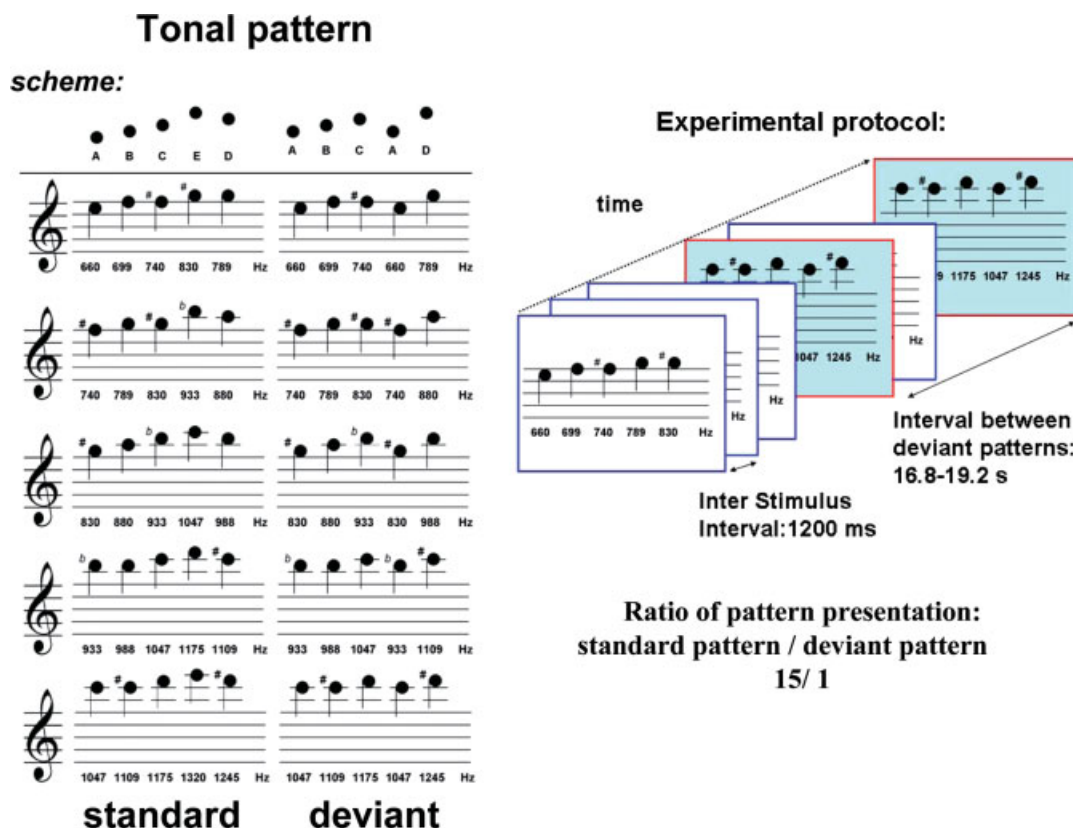 Tonal pattern
scheme:
A B C E D A B C A D
# #
#
660 699 740 830 789 Hz 660 699 740 660 789 Hz
# # b # # #
740 789 830 933 880 Hz 740 789 830 740 880 Hz
# b # b #
830 880 933 1047 988 Hz 830 880 933 830 988 Hz
b # b b #
933 988 1047 1175 1109 Hz 933 988 1047 933 1109 Hz
# # # #
1047 1109 1175 1320 1245 Hz 1047 1109 1175 1047 1245 Hz
standard deviant
Experimental protocol:
time
# #
9 1175 1047 1245 Hz
# #
Hz
047 1245 Hz
# #
Hz
Hz
660 699 740 789 830 Hz
Interval between
deviant patterns:
16.8-19.2 s
Inter Stimulus
Interval:1200 ms
Ratio of pattern presentation:
standard pattern / deviant pattern
15/ 1